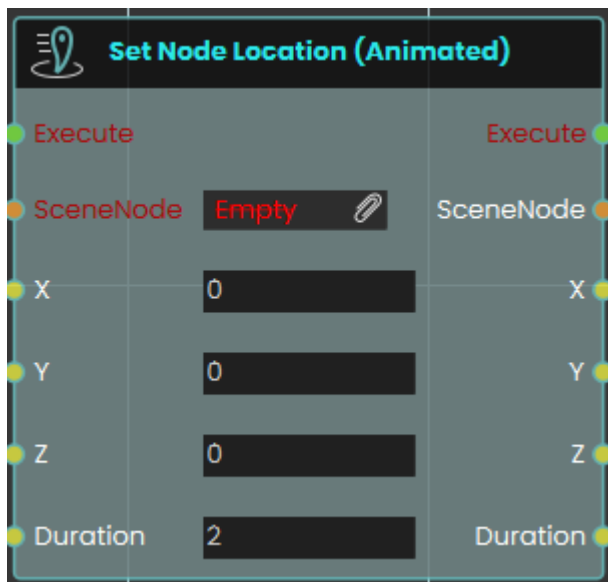 Set Node Location (Animated)
Execute Execute
SceneNode Empty SceneNode
X 0 X
Y 0 Y
Z 0 Z
Duration 2 Duration